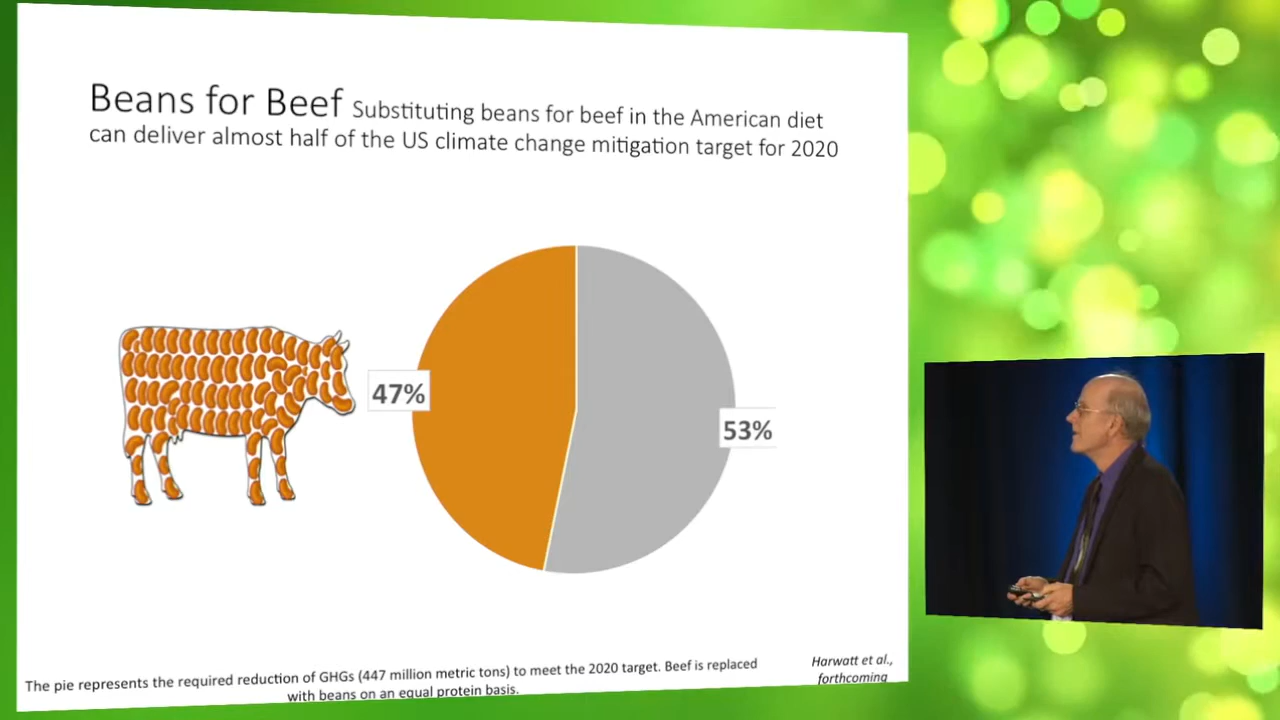 Beans for Beef Substituting beans for beef in the American diet
can deliver almost half of the US climate change mitigation target for 2020
47%
53%
The pie represents the required reduction of GHGs (447 million metric tons) to meet the 2020 target. Beef is replaced
with beans on an equal protein basis.
Harwatt et al.,
forthcoming